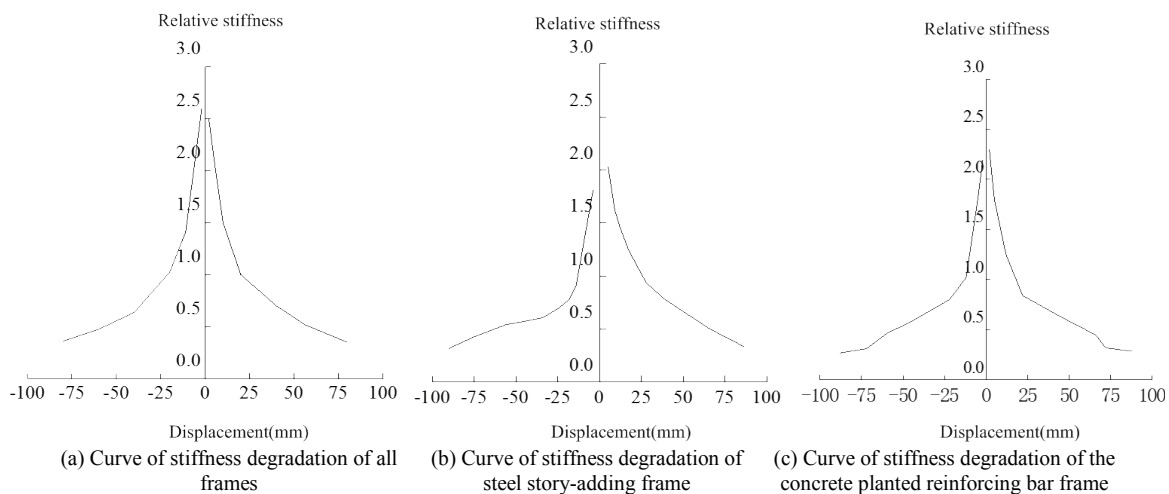 Relative stiffness
3.0
2.5
2.0
1.5
1.0
0.5
0.0
-100 -75 -50 -25 0 25 50 75 100
Displacement(mm)
(a) Curve of stiffness degradation of all
frames
Relative stiffness
3.0
2.5
2.0
1.5
1.0
0.5
0.0
-100 -75 -50 -25 0 25 50 75 100
Displacement(mm)
(b) Curve of stiffness degradation of
steel story-adding frame
Relative stiffness
3.0
2.5
2.0
1.5
1.0
0.5
0.0
-100 -75 -50 -25 0 25 50 75 100
Displacement(mm)
(c) Curve of stiffness degradation of the
concrete planted reinforcing bar frame